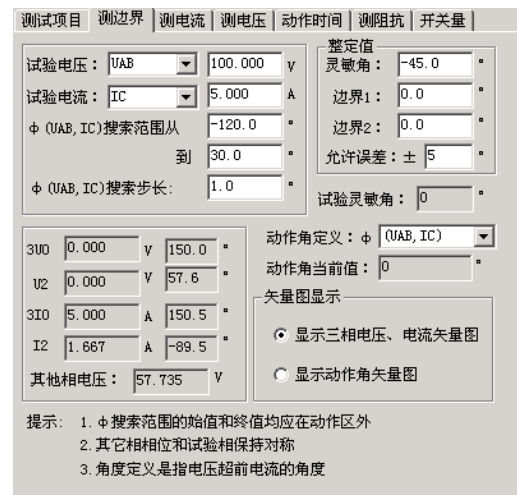 测试项目 测边界 测电流 测电压 动作时间 测阻抗 开关量
试验电压： UAB 100.000 V
试验电流： IC 5.000 A
φ (UAB, IC)搜索范围从 -120.0 °
到 30.0 °
φ (UAB, IC)搜索步长: 1.0 °
整定值
灵敏角： -45.0 °
边界1： 0.0 °
边界2： 0.0 °
允许误差：± 5 °
试验灵敏角： 0 °
3U0 0.000 V 150.0 °
U2 0.000 V 57.6 °
3I0 5.000 A 150.5 °
I2 1.667 A -89.5 °
其他相电压： 57.735 V
动作角定义：φ (UAB, IC)
动作角当前值： 0 °
矢量图显示
显示三相电压、电流矢量图
显示动作角矢量图
提示: 1.φ搜索范围的始值和终值均应在动作区外
2.其它相相位和试验相保持对称
3.角度定义是指电压超前电流的角度